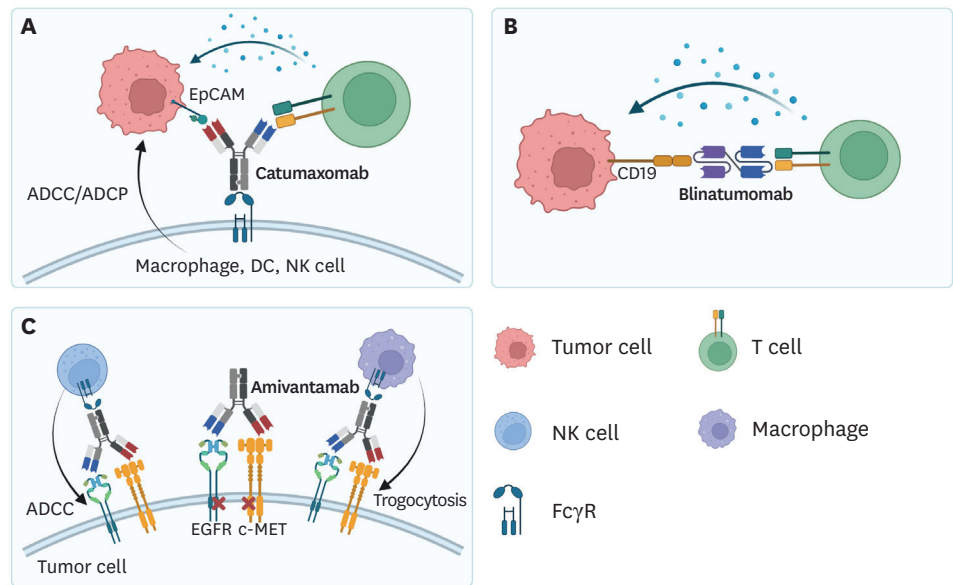 A
EpCAM
Catumaxomab
ADCC/ADCP
Macrophage, DC, NK cell
B
CD19
Blinatumomab
C
Amivantamab
ADCC
Trogocytosis
EGFR c-MET
Tumor cell
Tumor cell
T cell
NK cell
Macrophage
FcγR